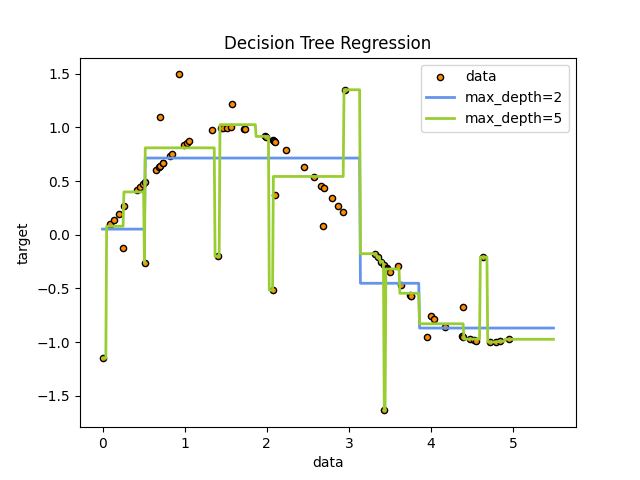 Decision Tree Regression
data
max_depth=2
max_depth=5
1.5
1.0
0.5
0.0
−0.5
−1.0
−1.5
target
0 1 2 3 4 5
data